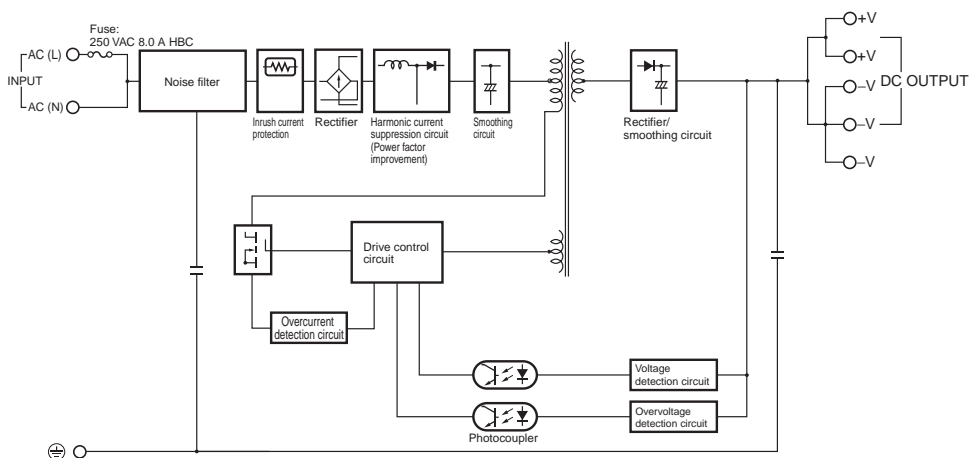 Fuse:
250 VAC 8.0 A HBC
AC (L)
INPUT
AC (N)
Noise filter
Inrush current
protection
Rectifier
Harmonic current
suppression circuit
(Power factor
improvement)
Smoothing
circuit
Rectifier/
smoothing circuit
+V
+V
–V
–V
–V
DC OUTPUT
Drive control
circuit
Overcurrent
detection circuit
Voltage
detection circuit
Overvoltage
detection circuit
Photocoupler